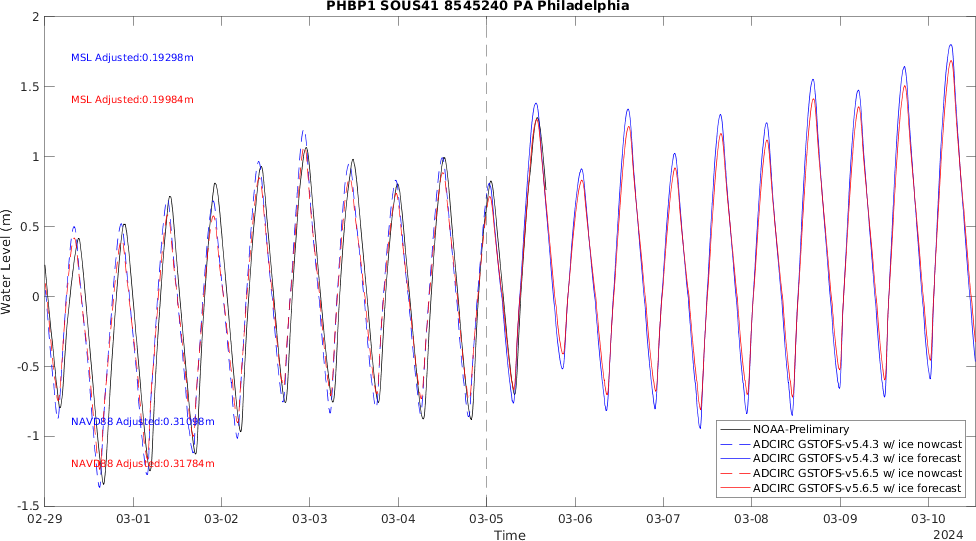 PHBP1 SOUS41 8545240 PA Philadelphia
2
1.5
1
0.5
0
-0.5
-1
-1.5
Water Level (m)
MSL Adjusted:0.19298m
MSL Adjusted:0.19984m
NAVD88 Adjusted:0.31098m
NAVD88 Adjusted:0.31784m
NOAA-Preliminary
ADCIRC GSTOFS-v5.4.3 w/ ice nowcast
ADCIRC GSTOFS-v5.4.3 w/ ice forecast
ADCIRC GSTOFS-v5.6.5 w/ ice nowcast
ADCIRC GSTOFS-v5.6.5 w/ ice forecast
02-29 03-01 03-02 03-03 03-04 03-05 03-06 03-07 03-08 03-09 03-10
Time
2024